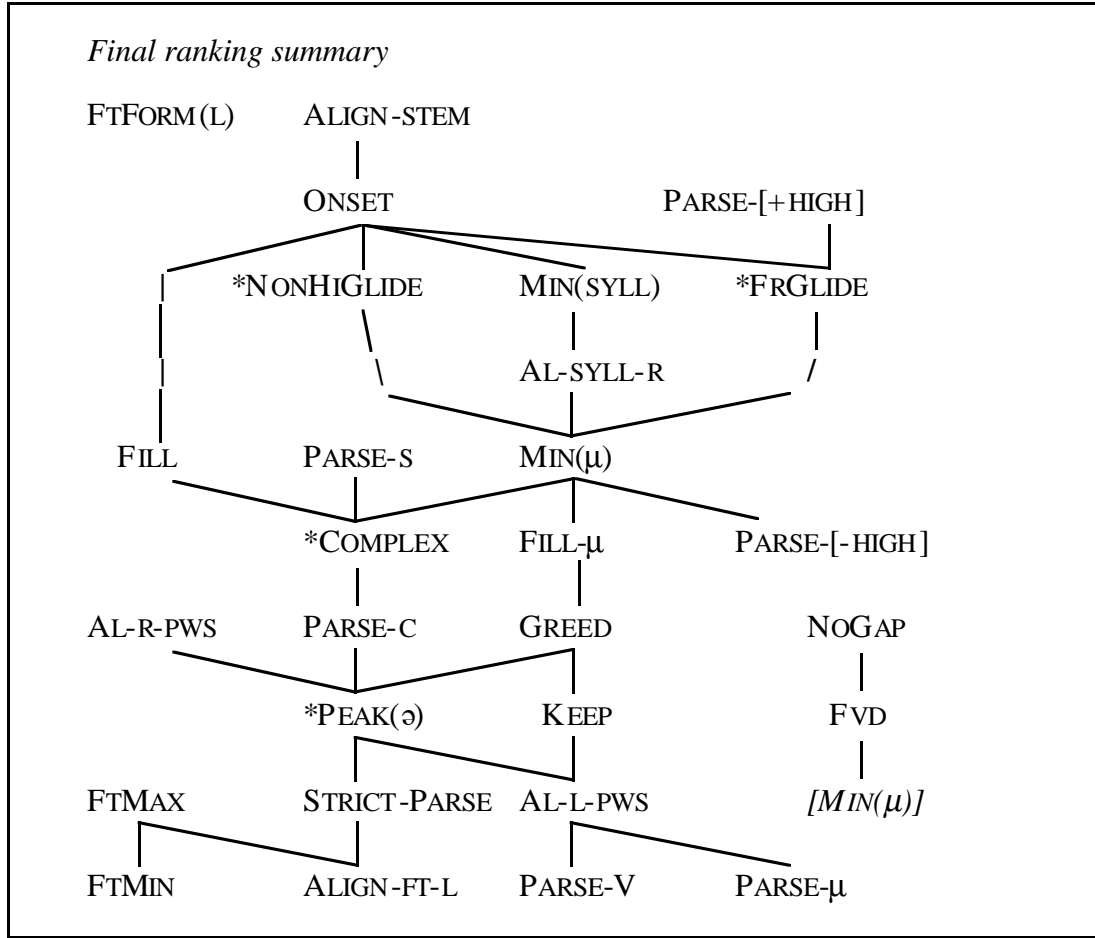 Final ranking summary
FTFORM(L) ALIGN-STEM
ONSET PARSE-[+HIGH]
*NONHIGLIDE MIN(SYLL) *FRGLIDE
AL-SYLL-R
FILL PARSE-S MIN(μ)
*COMPLEX FILL-μ PARSE-[-HIGH]
AL-R-PWS PARSE-C GREED NOGAP
*PEAK(ə) KEEP FVD
FTMAX STRICT-PARSE AL-L-PWS [MIN(μ)]
FTMIN ALIGN-FT-L PARSE-V PARSE-μ